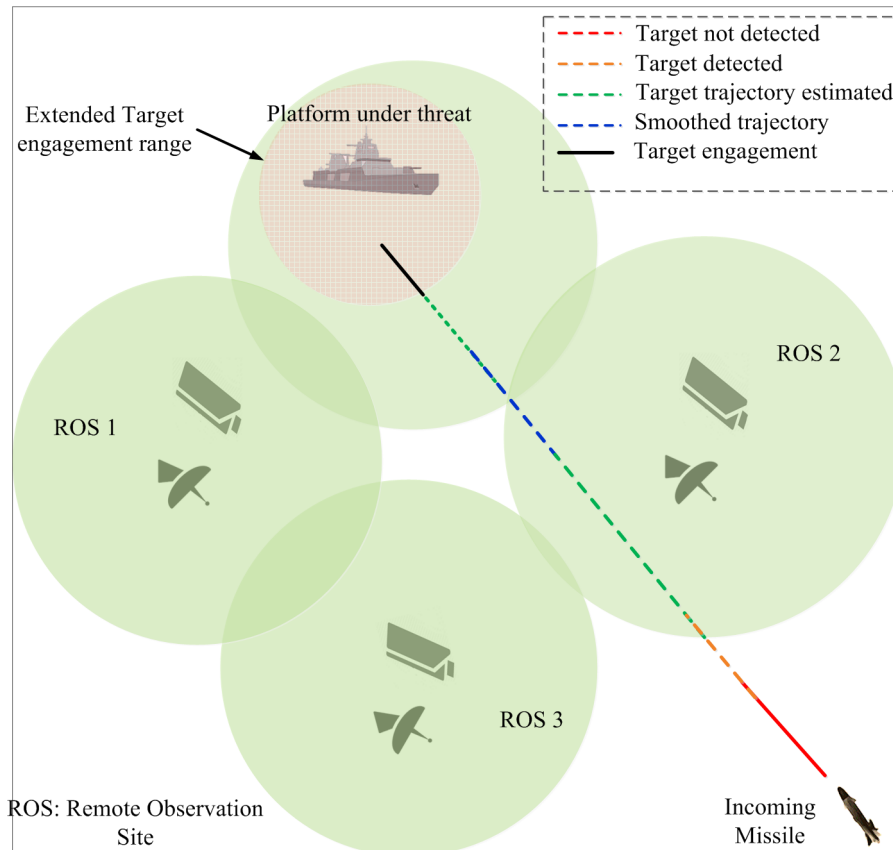 Target not detected
Target detected
Target trajectory estimated
Smoothed trajectory
Target engagement
Extended Target
engagement range
Platform under threat
ROS 2
ROS 1
ROS 3
ROS: Remote Observation
Site
Incoming
Missile